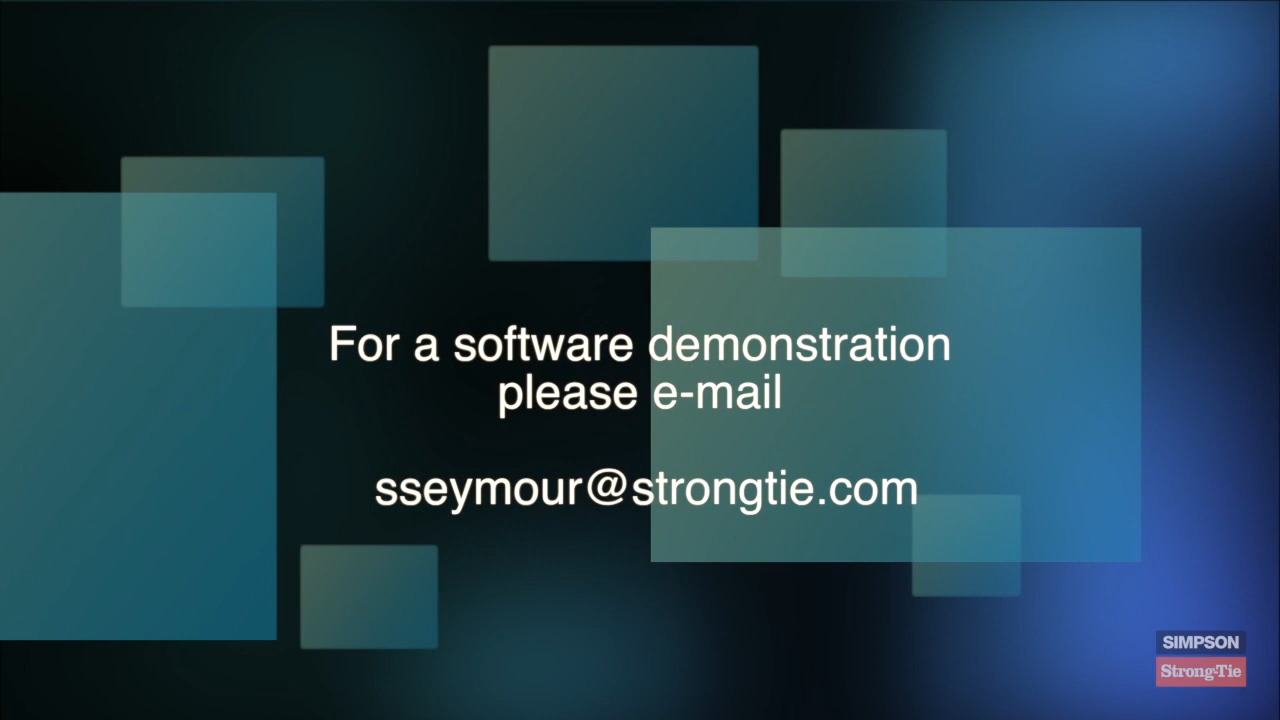 For a software demonstration
please e-mail
sseymour@strongtie.com
SIMPSON
Strong-Tie